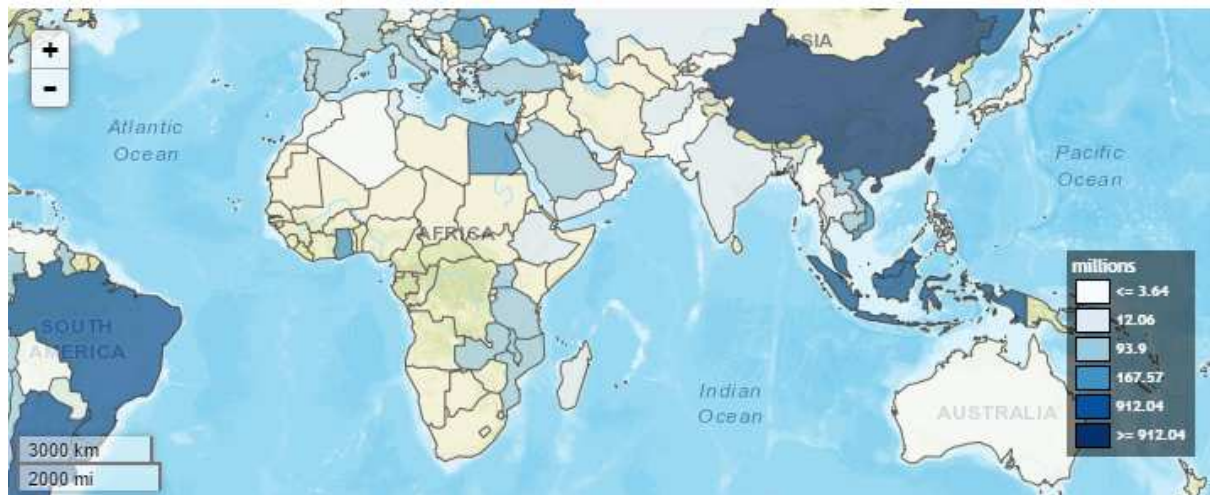 +
-
ASIA
Atlantic
Ocean
Pacific
Ocean
AFRICA
SOUTH
AMERICA
Indian
Ocean
AUSTRALIA
millions
<= 3.64
12.06
93.9
167.57
912.04
>= 912.04
3000 km
2000 mi